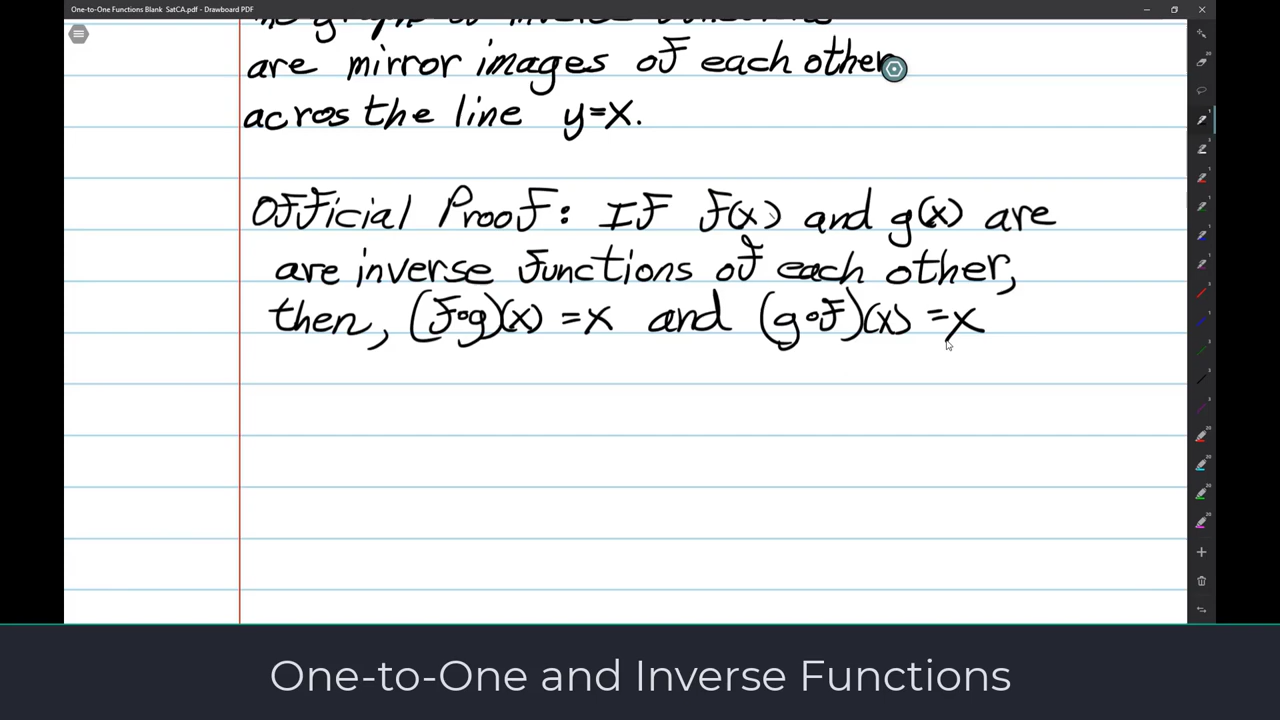 One-to-One Functions Blank SatCA.pdf - Drawboard PDF
are mirror images of each other
acros the line y=x.
Official Proof: If f(x) and g(x) are
are inverse functions of each other,
then, (f∘g)(x) =x and (g∘f)(x) =x
One-to-One and Inverse Functions